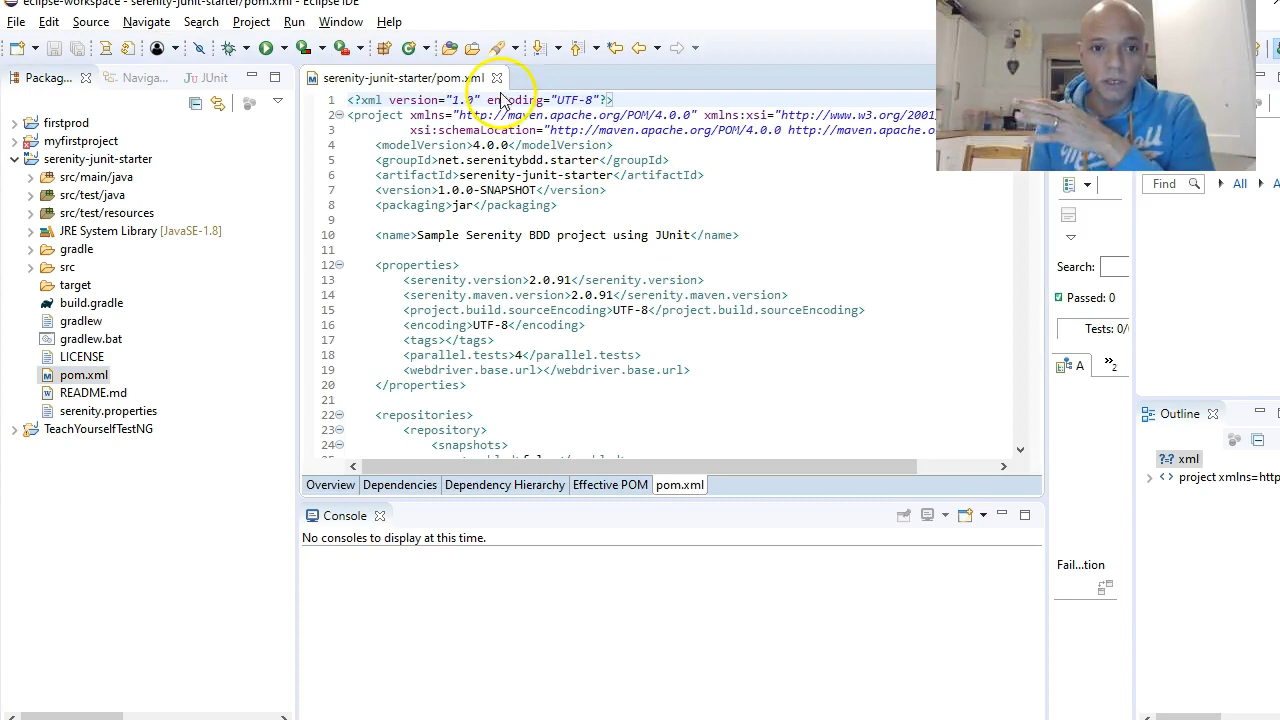 eclipse-workspace - serenity-junit-starter/pom.xml - Eclipse IDE
File Edit Source Navigate Search Project Run Window Help
Packag... Naviga... JUnit
firstprod
myfirstproject
serenity-junit-starter
src/main/java
src/test/java
src/test/resources
JRE System Library [JavaSE-1.8]
gradle
src
target
build.gradle
gradlew
gradlew.bat
LICENSE
pom.xml
README.md
serenity.properties
TeachYourselfTestNG
serenity-junit-starter/pom.xml
1 <?xml version="1.0" encoding="UTF-8"?>
2 <project xmlns="http://maven.apache.org/POM/4.0.0" xmlns:xsi="http://www.w3.org/2001
3 xsi:schemaLocation="http://maven.apache.org/POM/4.0.0 http://maven.apache.o
4 <modelVersion>4.0.0</modelVersion>
5 <groupId>net.serenitybdd.starter</groupId>
6 <artifactId>serenity-junit-starter</artifactId>
7 <version>1.0.0-SNAPSHOT</version>
8 <packaging>jar</packaging>
9
10 <name>Sample Serenity BDD project using JUnit</name>
11
12 <properties>
13 <serenity.version>2.0.91</serenity.version>
14 <serenity.maven.version>2.0.91</serenity.maven.version>
15 <project.build.sourceEncoding>UTF-8</project.build.sourceEncoding>
16 <encoding>UTF-8</encoding>
17 <tags></tags>
18 <parallel.tests>4</parallel.tests>
19 <webdriver.base.url></webdriver.base.url>
20 </properties>
21
22 <repositories>
23 <repository>
24 <snapshots>
Overview Dependencies Dependency Hierarchy Effective POM pom.xml
Console
No consoles to display at this time.
Search:
Passed: 0
Tests: 0/
A »2
Fail...tion
Find All A
Outline
?=? xml
project xmlns=http